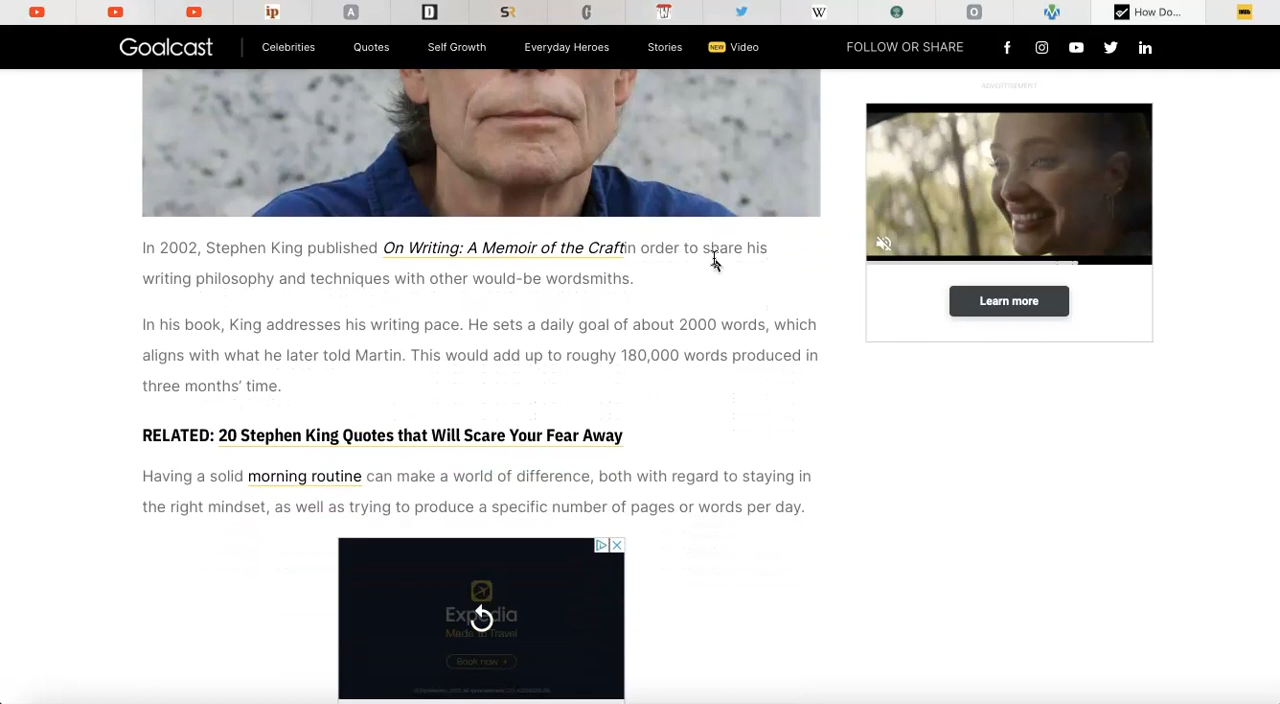 How Do...
Goalcast
Celebrities
Quotes
Self Growth
Everyday Heroes
Stories
NEW Video
FOLLOW OR SHARE
ADVERTISEMENT
In 2002, Stephen King published On Writing: A Memoir of the Craftin order to share his
writing philosophy and techniques with other would-be wordsmiths.
In his book, King addresses his writing pace. He sets a daily goal of about 2000 words, which
aligns with what he later told Martin. This would add up to roughy 180,000 words produced in
three months’ time.
Learn more
RELATED: 20 Stephen King Quotes that Will Scare Your Fear Away
Having a solid morning routine can make a world of difference, both with regard to staying in
the right mindset, as well as trying to produce a specific number of pages or words per day.
Expedia
Made to Travel
Book now